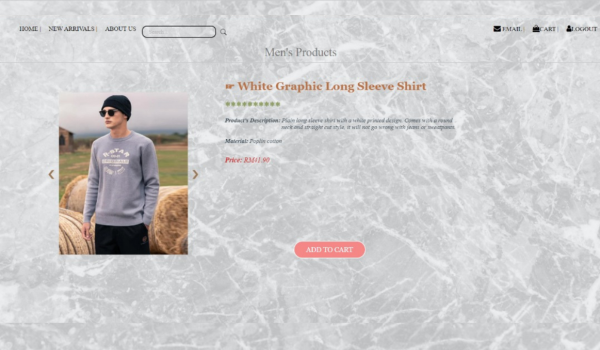 HOME |
NEW ARRIVALS |
ABOUT US
EMAIL |
CART |
LOGOUT
Men's Products
☛ White Graphic Long Sleeve Shirt
Product's Description: Plain long sleeve shirt with a white printed design. Comes with a round
neck and straight cut style. It will not go wrong with jeans or sweatpants.
Material: Poplin cotton
Price: RM41.90
G-STAR
ADD TO CART